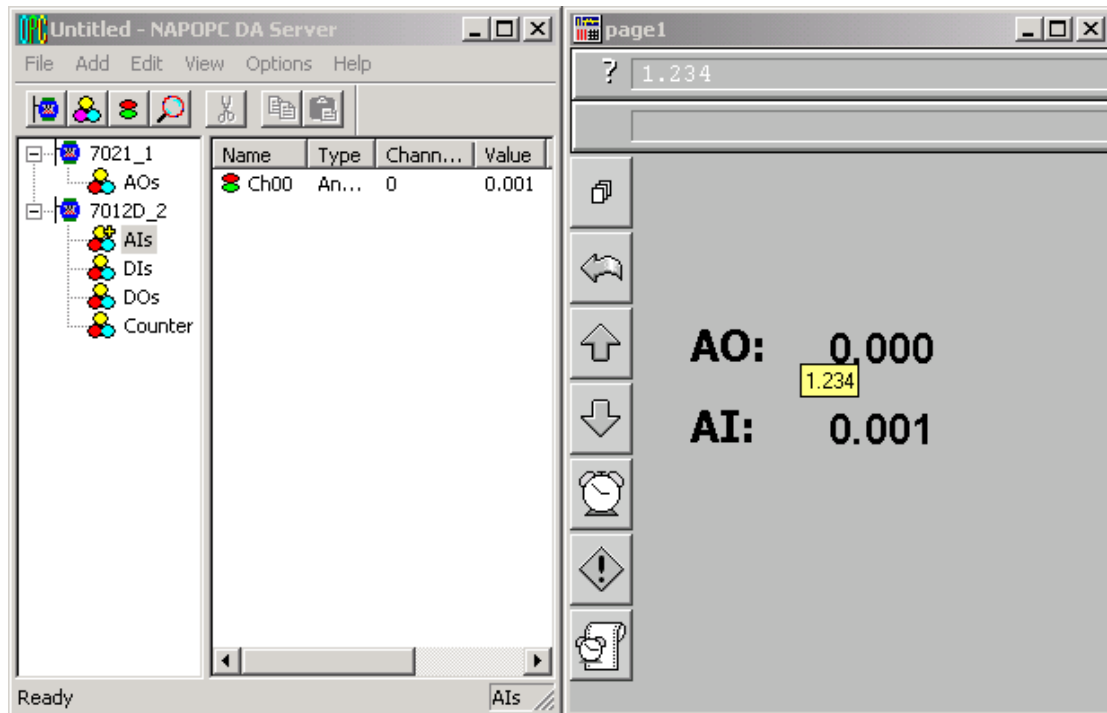 Untitled - NAPOPC DA Server
File Add Edit View Options Help
7021_1
AOs
7012D_2
AIs
DIs
DOs
Counter
Name Type Chann... Value
Ch00 An... 0 0.001
Ready AIs
page1
? 1.234
AO: 0.000
1.234
AI: 0.001